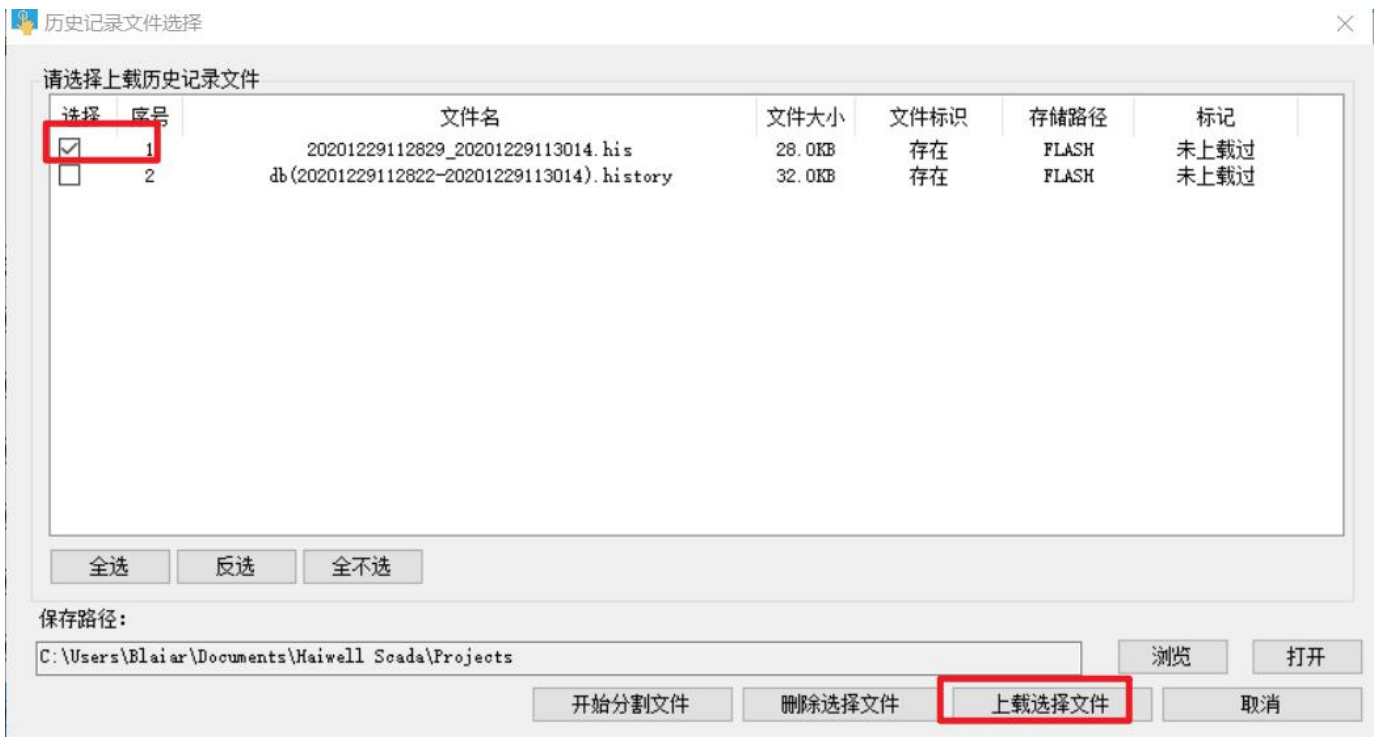 历史记录文件选择
请选择上载历史记录文件
选择 序号 文件名 文件大小 文件标识 存储路径 标记
1 20201229112829_20201229113014.his 28.0KB 存在 FLASH 未上载过
2 db(20201229112822-20201229113014).history 32.0KB 存在 FLASH 未上载过
全选 反选 全不选
保存路径:
C:\Users\Blaiar\Documents\Haiwell Scada\Projects 浏览 打开
开始分割文件 删除选择文件 上载选择文件 取消